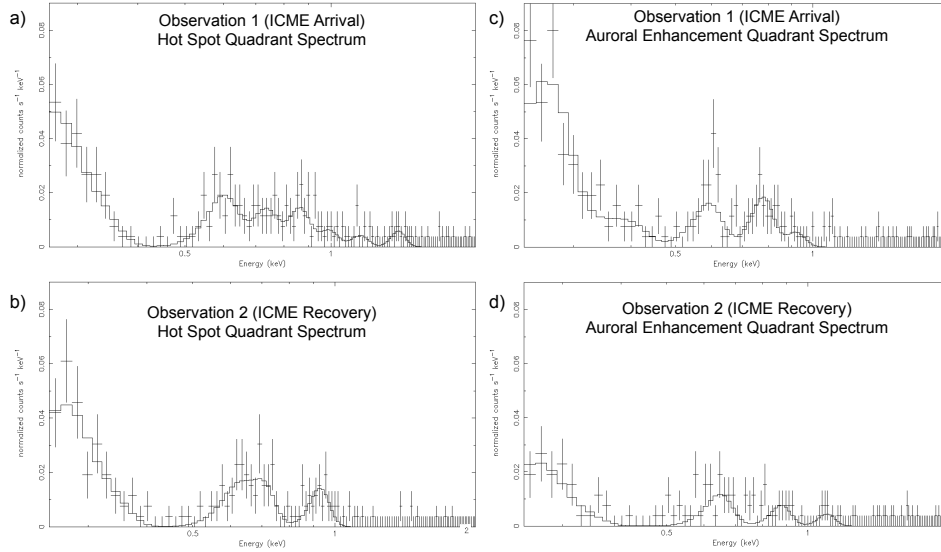 a)
Observation 1 (ICME Arrival)
Hot Spot Quadrant Spectrum
normalized counts s⁻¹ keV⁻¹
0
0.02
0.04
0.06
0.08
0.5
1
Energy (keV)
c)
Observation 1 (ICME Arrival)
Auroral Enhancement Quadrant Spectrum
normalized counts s⁻¹ keV⁻¹
0
0.02
0.04
0.06
0.08
0.5
1
Energy (keV)
b)
Observation 2 (ICME Recovery)
Hot Spot Quadrant Spectrum
normalized counts s⁻¹ keV⁻¹
0
0.02
0.04
0.06
0.08
0.5
1
2
Energy (keV)
d)
Observation 2 (ICME Recovery)
Auroral Enhancement Quadrant Spectrum
normalized counts s⁻¹ keV⁻¹
0
0.02
0.04
0.06
0.08
0.5
1
Energy (keV)